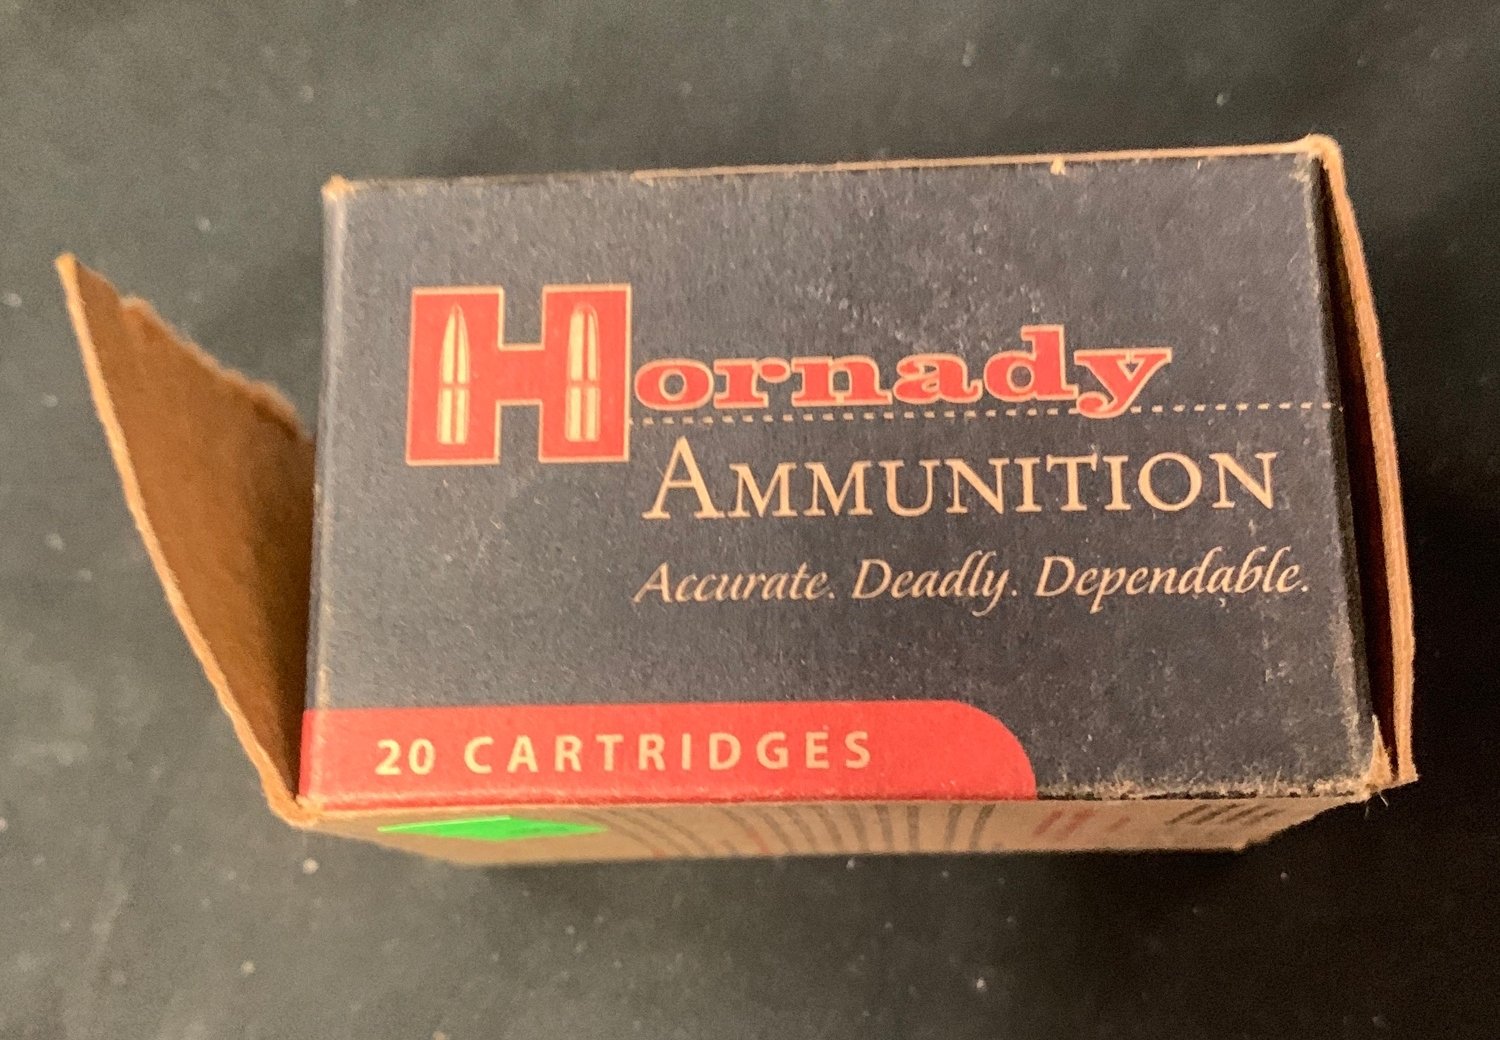 Hornady
AMMUNITION
Accurate. Deadly. Dependable.
20 CARTRIDGES